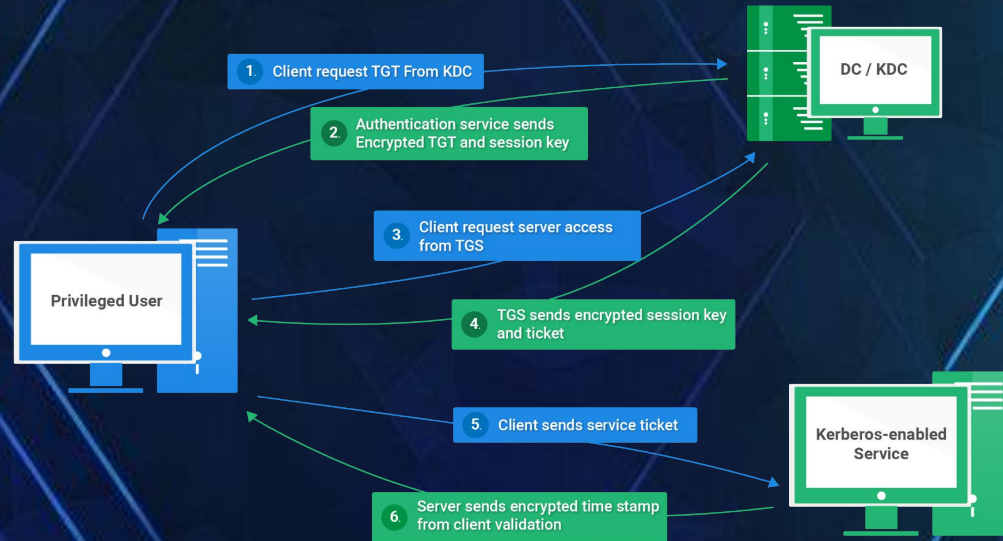 1. Client request TGT From KDC
DC / KDC
2. Authentication service sends
Encrypted TGT and session key
3. Client request server access
from TGS
Privileged User
4. TGS sends encrypted session key
and ticket
5. Client sends service ticket
Kerberos-enabled
Service
6. Server sends encrypted time stamp
from client validation